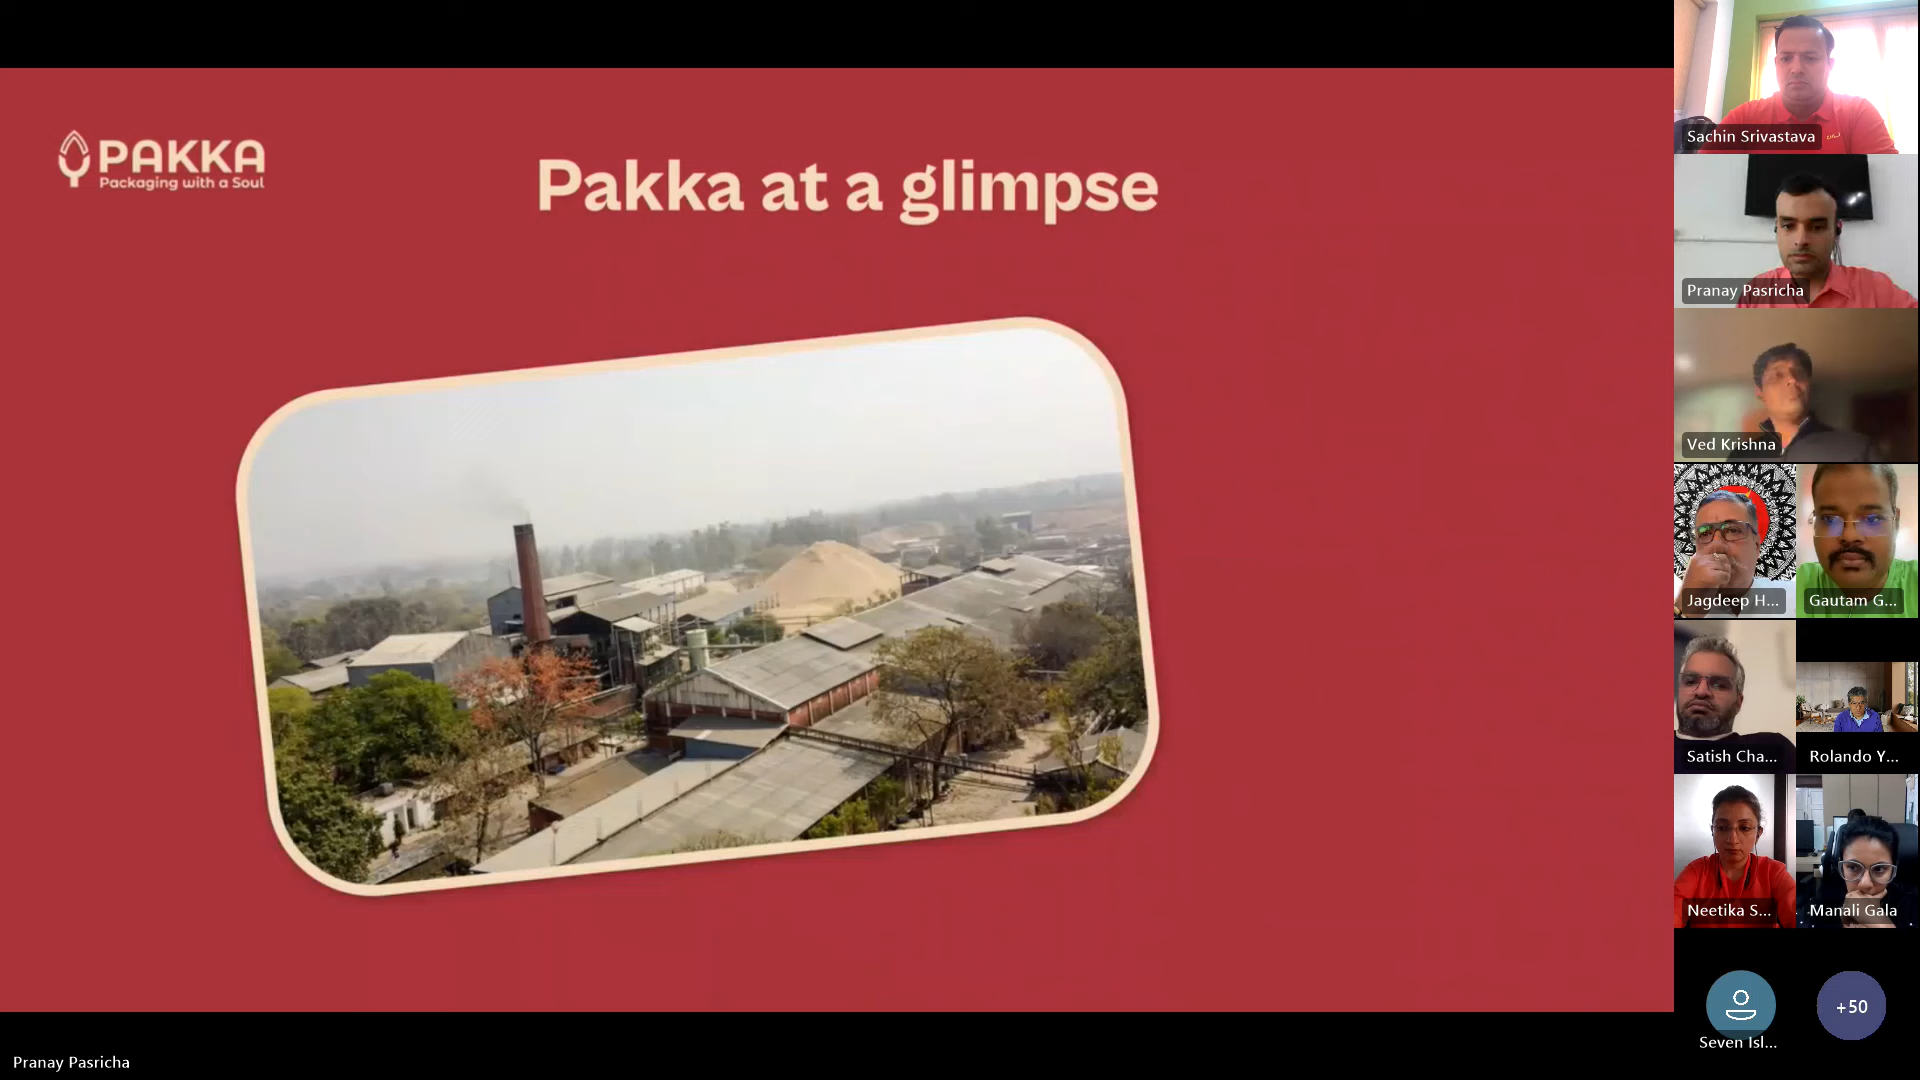 PAKKA
Packaging with a Soul
Pakka at a glimpse
Sachin Srivastava
Pranay Pasricha
Ved Krishna
Jagdeep H...
Gautam G...
Satish Cha...
Rolando Y...
Neetika S...
Manali Gala
Seven Isl...
+50
Pranay Pasricha